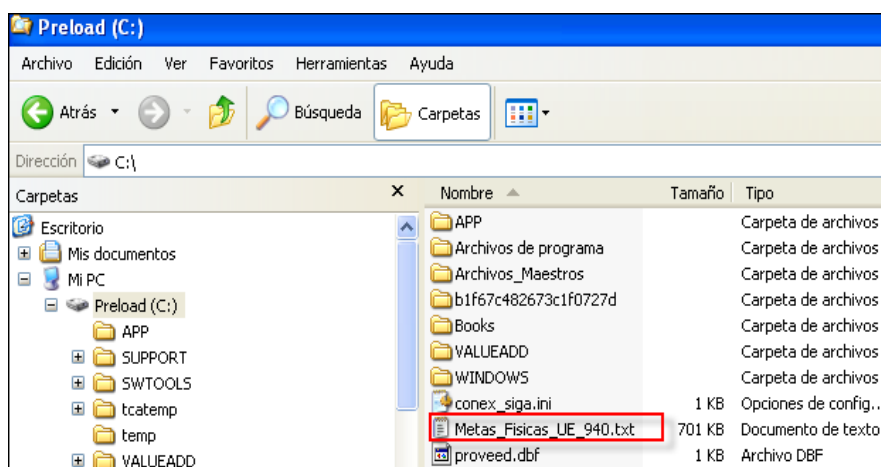 Preload (C:)
Archivo Edición Ver Favoritos Herramientas Ayuda
Atrás Búsqueda Carpetas
Dirección C:\
Carpetas x
Escritorio
Mis documentos
Mi PC
Preload (C:)
APP
SUPPORT
SWTOOLS
tcatemp
temp
VALUEADD
Nombre Tamaño Tipo
APP Carpeta de archivos
Archivos de programa Carpeta de archivos
Archivos_Maestros Carpeta de archivos
b1f67c482673c1f0727d Carpeta de archivos
Books Carpeta de archivos
VALUEADD Carpeta de archivos
WINDOWS Carpeta de archivos
conex_siga.ini 1 KB Opciones de config..
Metas_Fisicas_UE_940.txt 701 KB Documento de texto
proveed.dbf 1 KB Archivo DBF